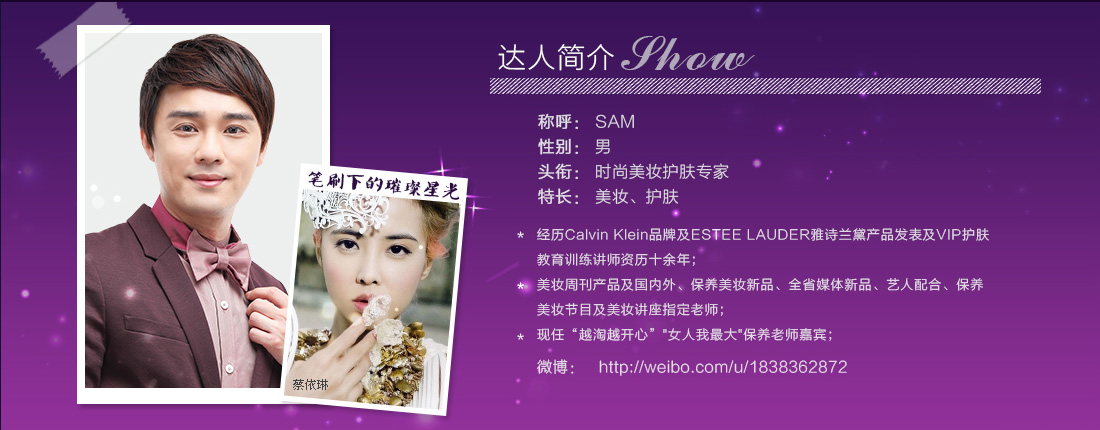 达人简介 Show
称呼： SAM
性别： 男
头衔： 时尚美妆护肤专家
特长： 美妆、护肤
* 经历Calvin Klein品牌及ESTEE LAUDER雅诗兰黛产品发表及VIP护肤
教育训练讲师资历十余年；
* 美妆周刊产品及国内外、保养美妆新品、全省媒体新品、艺人配合、保养
美妆节目及美妆讲座指定老师；
* 现任“越淘越开心”"女人我最大"保养老师嘉宾；
微博： http://weibo.com/u/1838362872
笔刷下的璀璨星光
蔡依琳